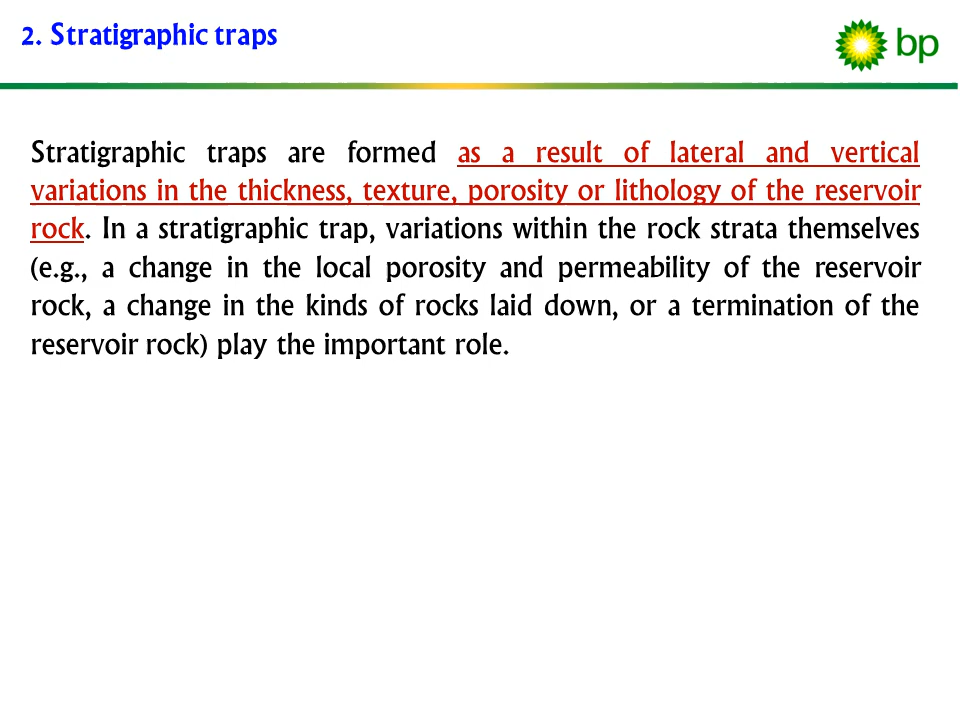 2. Stratigraphic traps
bp
Stratigraphic traps are formed as a result of lateral and vertical
variations in the thickness, texture, porosity or lithology of the reservoir
rock. In a stratigraphic trap, variations within the rock strata themselves
(e.g., a change in the local porosity and permeability of the reservoir
rock, a change in the kinds of rocks laid down, or a termination of the
reservoir rock) play the important role.